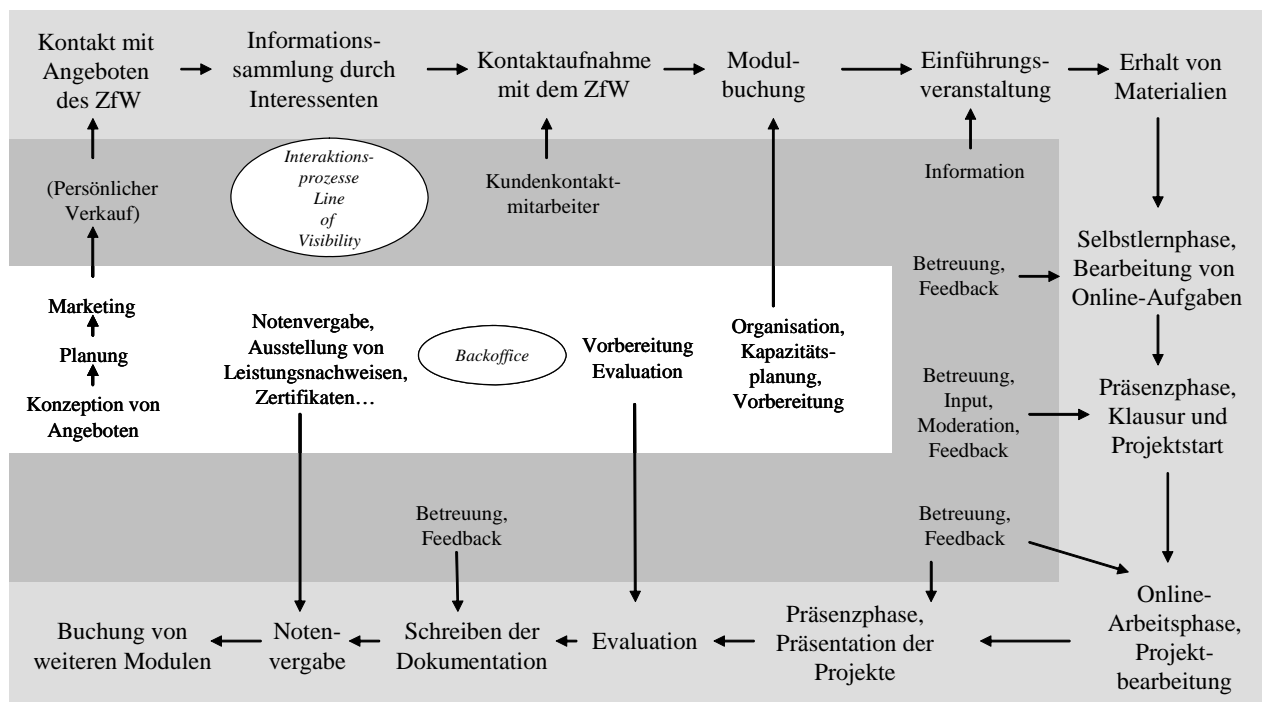 Kontakt mit
Angeboten
des ZfW
Informations-
sammlung durch
Interessenten
Kontaktaufnahme
mit dem ZfW
Modul-
buchung
Einführungs-
veranstaltung
Erhalt von
Materialien
(Persönlicher
Verkauf)
Interaktions-
prozesse
Line
of
Visibility
Kundenkontakt-
mitarbeiter
Information
Selbstlernphase,
Bearbeitung von
Online-Aufgaben
Betreuung,
Feedback
Marketing
Planung
Konzeption von
Angeboten
Notenvergabe,
Ausstellung von
Leistungsnachweisen,
Zertifikaten…
Backoffice
Vorbereitung
Evaluation
Organisation,
Kapazitäts-
planung,
Vorbereitung
Betreuung,
Input,
Moderation,
Feedback
Präsenzphase,
Klausur und
Projektstart
Betreuung,
Feedback
Betreuung,
Feedback
Buchung von
weiteren Modulen
Noten-
vergabe
Schreiben der
Dokumentation
Evaluation
Präsenzphase,
Präsentation der
Projekte
Online-
Arbeitsphase,
Projekt-
bearbeitung